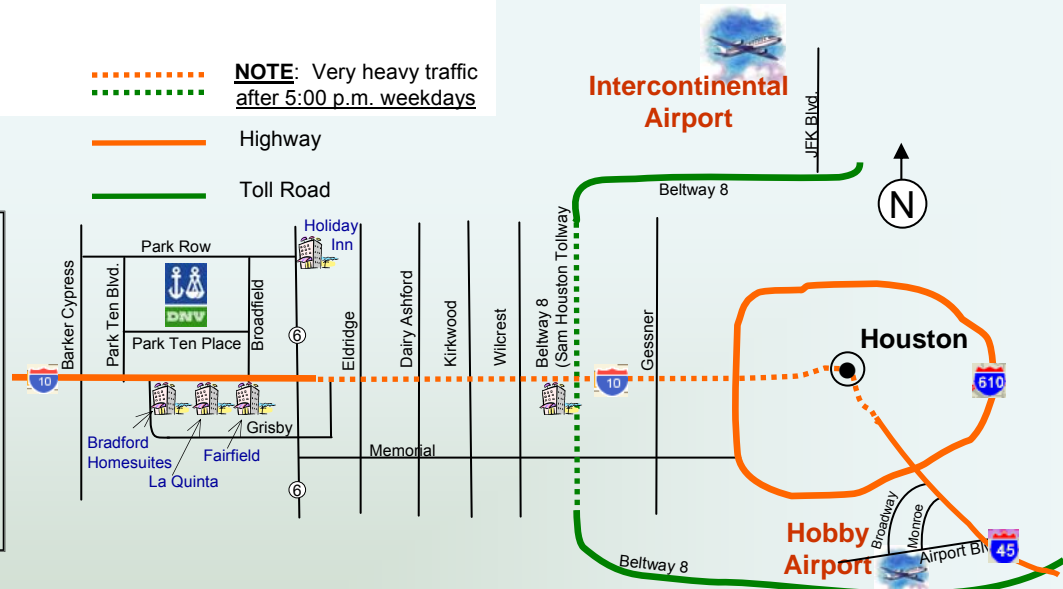 NOTE: Very heavy traffic
after 5:00 p.m. weekdays
Highway
Toll Road
Intercontinental
Airport
JFK Blvd.
Beltway 8
N
Holiday
Inn
Park Row
Barker Cypress
Park Ten Blvd.
DNV
Park Ten Place
Broadfield
6
Eldridge
Dairy Ashford
Kirkwood
Wilcrest
Beltway 8
(Sam Houston Tollway)
Gessner
Houston
10
10
610
Grisby
Bradford
Homesuites
La Quinta
Fairfield
Memorial
6
Hobby
Airport
Broadway
Monroe
Airport Bl
45
Beltway 8